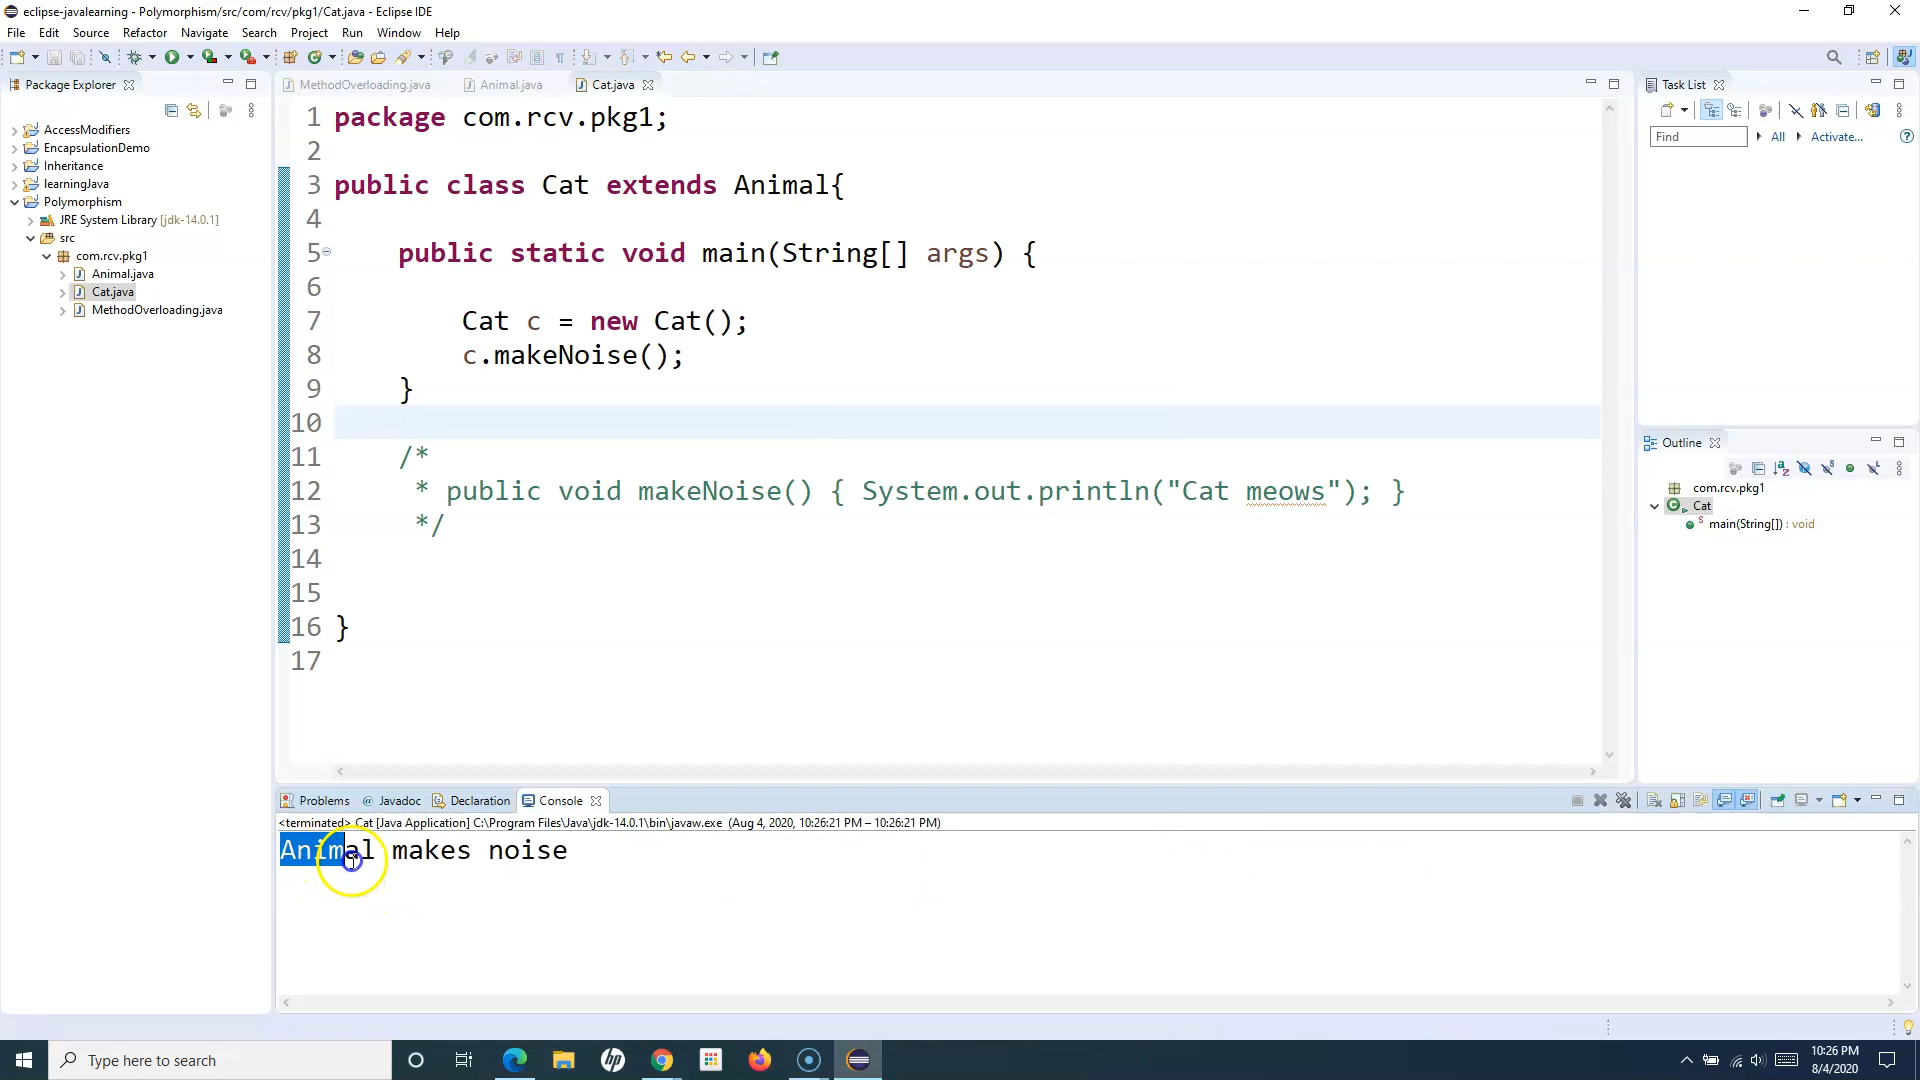 eclipse-javalearning - Polymorphism/src/com/rcv/pkg1/Cat.java - Eclipse IDE
File Edit Source Refactor Navigate Search Project Run Window Help
Package Explorer
AccessModifiers
EncapsulationDemo
Inheritance
learningJava
Polymorphism
JRE System Library [jdk-14.0.1]
src
com.rcv.pkg1
Animal.java
Cat.java
MethodOverloading.java
MethodOverloading.java Animal.java Cat.java
1 package com.rcv.pkg1;
2
3 public class Cat extends Animal{
4
5 public static void main(String[] args) {
6
7 Cat c = new Cat();
8 c.makeNoise();
9 }
10
11 /*
12 * public void makeNoise() { System.out.println("Cat meows"); }
13 */
14
15
16 }
17
Task List
Find All Activate...
Outline
com.rcv.pkg1
Cat
main(String[]) : void
Problems Javadoc Declaration Console
<terminated> Cat [Java Application] C:\Program Files\Java\jdk-14.0.1\bin\javaw.exe (Aug 4, 2020, 10:26:21 PM – 10:26:21 PM)
Animal makes noise
Type here to search
10:26 PM
8/4/2020